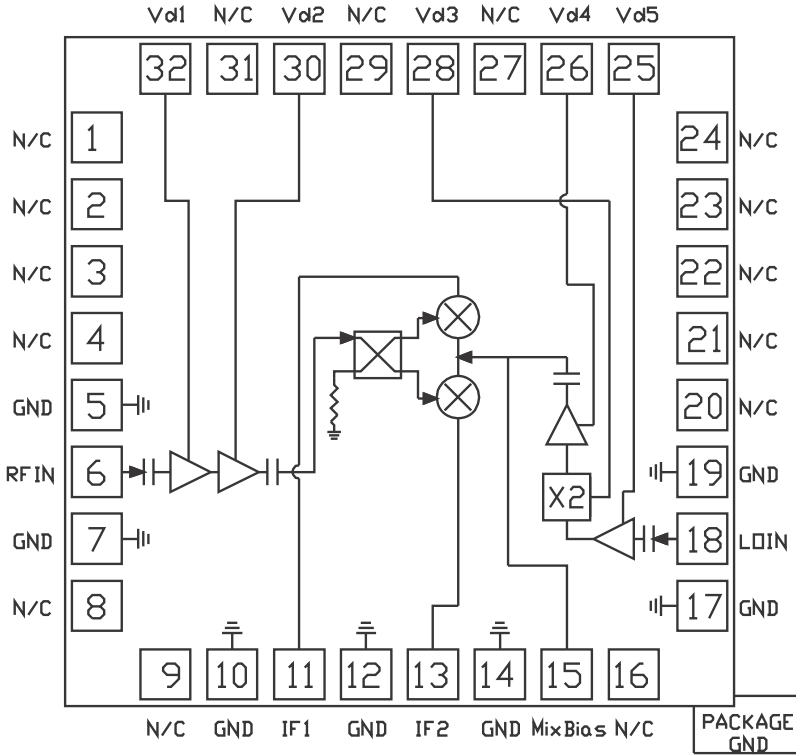 Vd1 N/C Vd2 N/C Vd3 N/C Vd4 Vd5
32 31 30 29 28 27 26 25
N/C 1 24 N/C
N/C 2 23 N/C
N/C 3 22 N/C
N/C 4 21 N/C
GND 5 20 N/C
RFIN 6 19 GND
X2
GND 7 18 LOIN
N/C 8 17 GND
9 10 11 12 13 14 15 16
N/C GND IF1 GND IF2 GND MixBias N/C
PACKAGE
GND